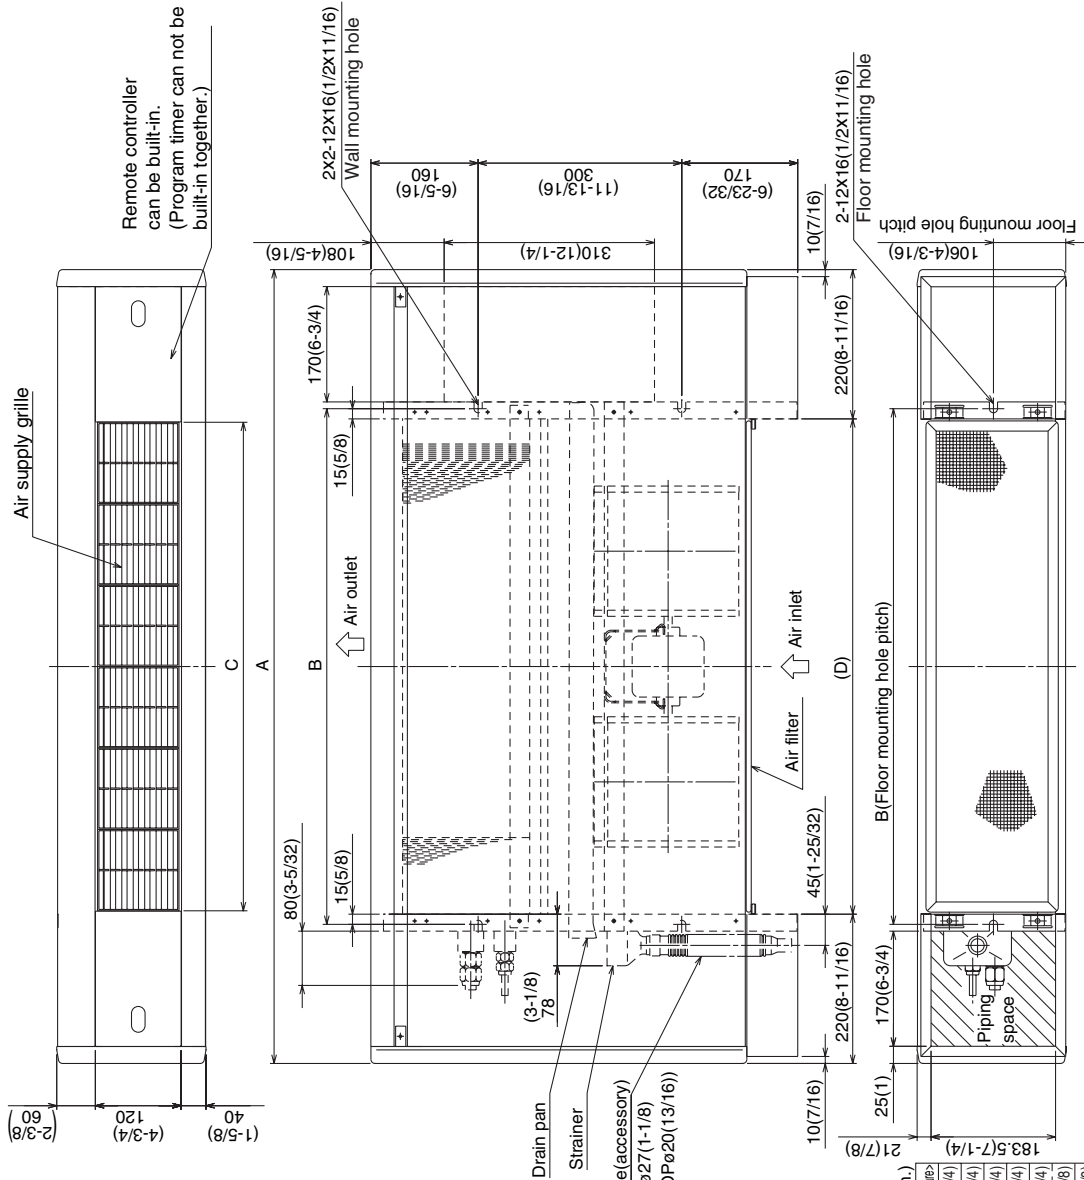 Remote controller
can be built-in.
(Program timer can not be
built-in together.)
Air supply grille
C
A
B
60
(2-3/8)
120
(4-3/4)
40
(1-5/8)
2X2-12X16(1/2X11/16)
Wall mounting hole
160
(6-5/16)
300
(11-13/16)
170
(6-23/32)
108(4-5/16)
310(12-1/4)
10(7/16)
170(6-3/4)
15(5/8)
220(8-11/16)
Air outlet
80(3-5/32)
15(5/8)
(3-1/8)
78
Air inlet
Air filter
(D)
45(1-25/32)
220(8-11/16)
10(7/16)
Drain pan
Strainer
e(accessory)
ø27(1-1/8)
DPø20(13/16)
2-12X16(1/2X11/16)
Floor mounting hole
106(4-3/16)
Floor mounting hole pitch
B(Floor mounting hole pitch)
170(6-3/4)
25(1)
Piping
space
21(7/8)
183.5(7-1/4)